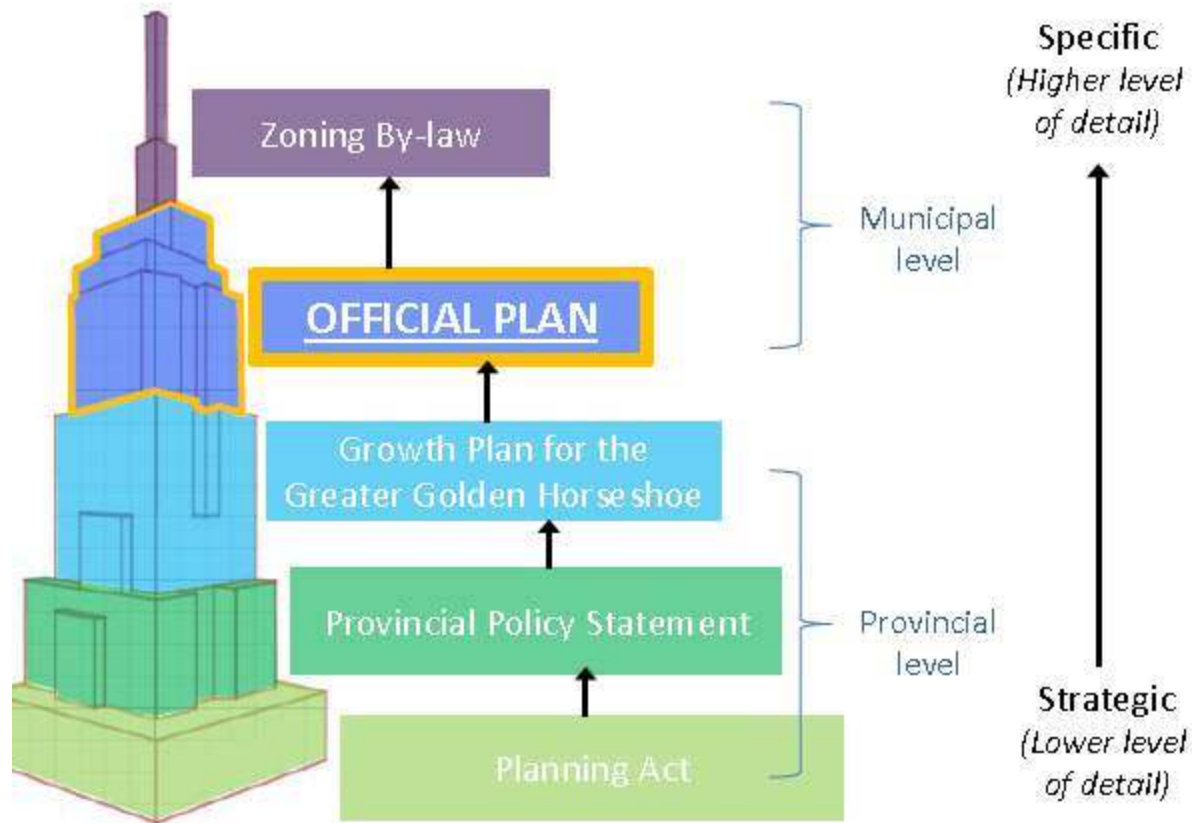 Specific
(Higher level
of detail)
Zoning By-law
Municipal
level
OFFICIAL PLAN
Growth Plan for the
Greater Golden Horseshoe
Provincial Policy Statement
Provincial
level
Strategic
(Lower level
of detail)
Planning Act